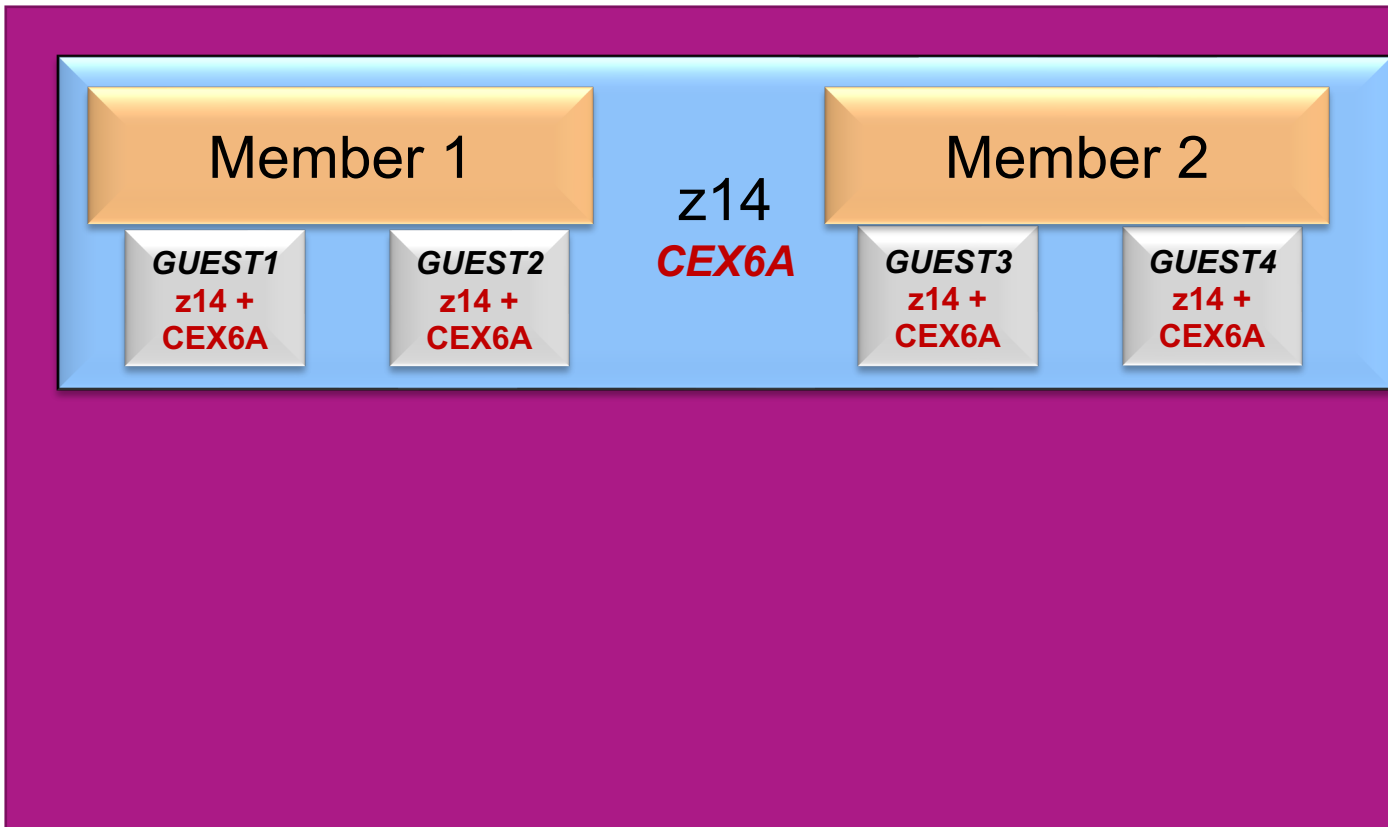 Member 1
GUEST1
z14 +
CEX6A
GUEST2
z14 +
CEX6A
z14
CEX6A
Member 2
GUEST3
z14 +
CEX6A
GUEST4
z14 +
CEX6A